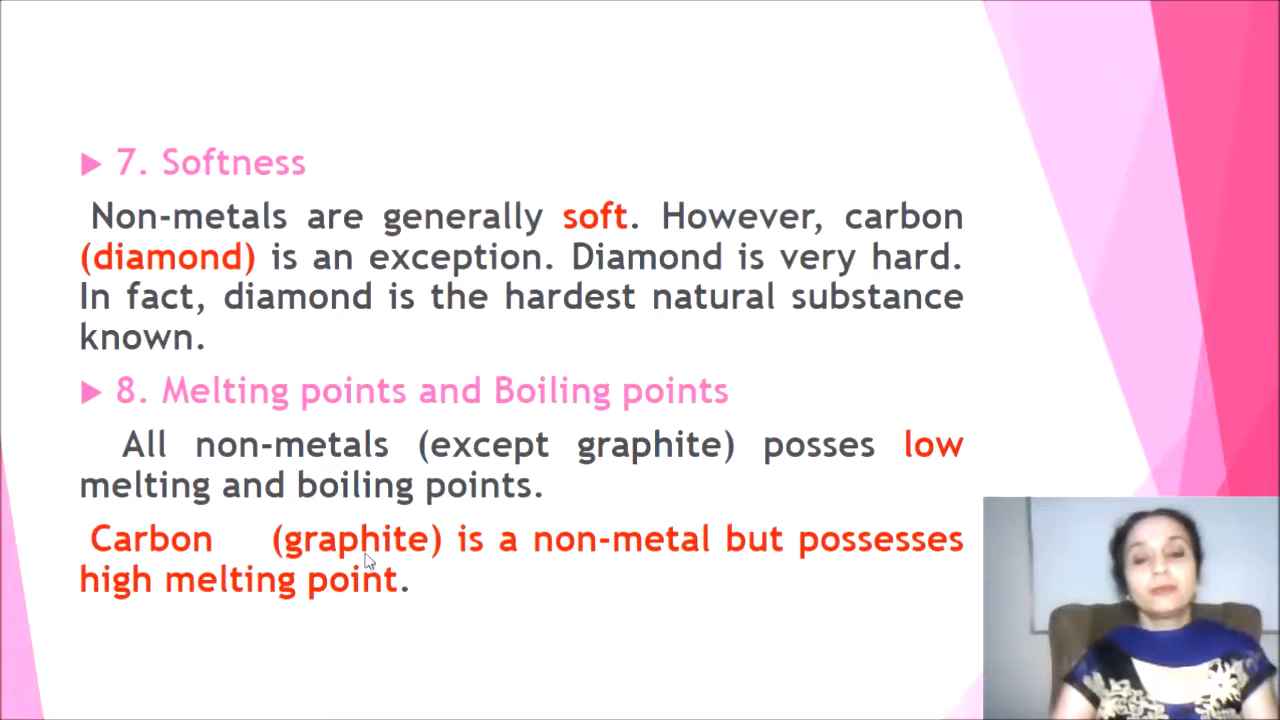 7. Softness
Non-metals are generally soft. However, carbon
(diamond) is an exception. Diamond is very hard.
In fact, diamond is the hardest natural substance
known.
8. Melting points and Boiling points
All non-metals (except graphite) posses low
melting and boiling points.
Carbon (graphite) is a non-metal but possesses
high melting point.